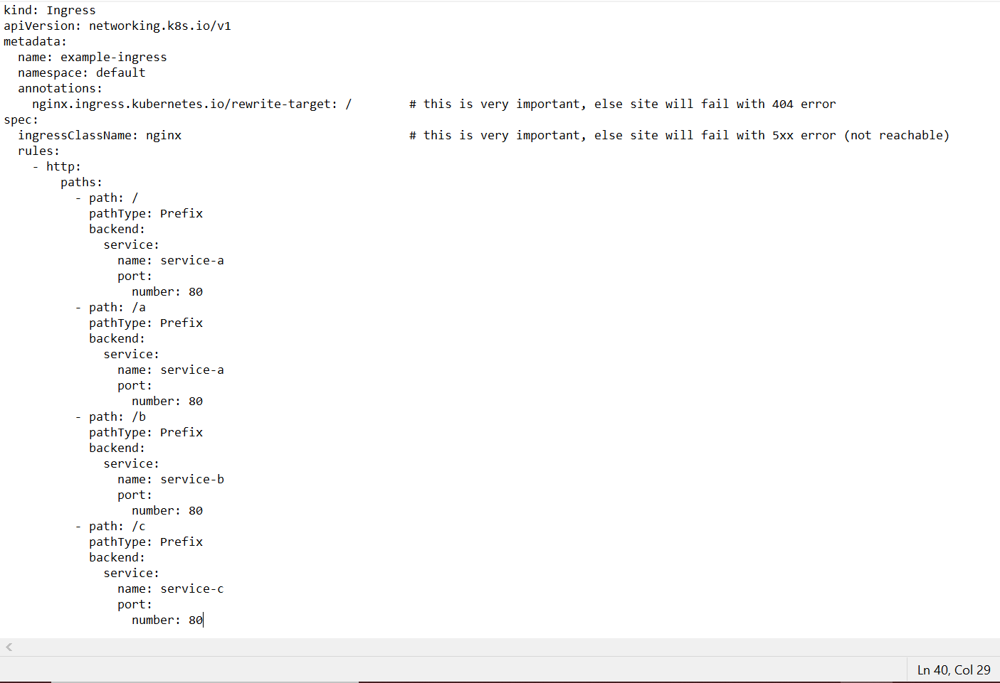 kind: Ingress
apiVersion: networking.k8s.io/v1
metadata:
  name: example-ingress
  namespace: default
  annotations:
    nginx.ingress.kubernetes.io/rewrite-target: /        # this is very important, else site will fail with 404 error
spec:
  ingressClassName: nginx                                # this is very important, else site will fail with 5xx error (not reachable)
  rules:
    - http:
        paths:
          - path: /
            pathType: Prefix
            backend:
              service:
                name: service-a
                port:
                  number: 80
          - path: /a
            pathType: Prefix
            backend:
              service:
                name: service-a
                port:
                  number: 80
          - path: /b
            pathType: Prefix
            backend:
              service:
                name: service-b
                port:
                  number: 80
          - path: /c
            pathType: Prefix
            backend:
              service:
                name: service-c
                port:
                  number: 80
Ln 40, Col 29